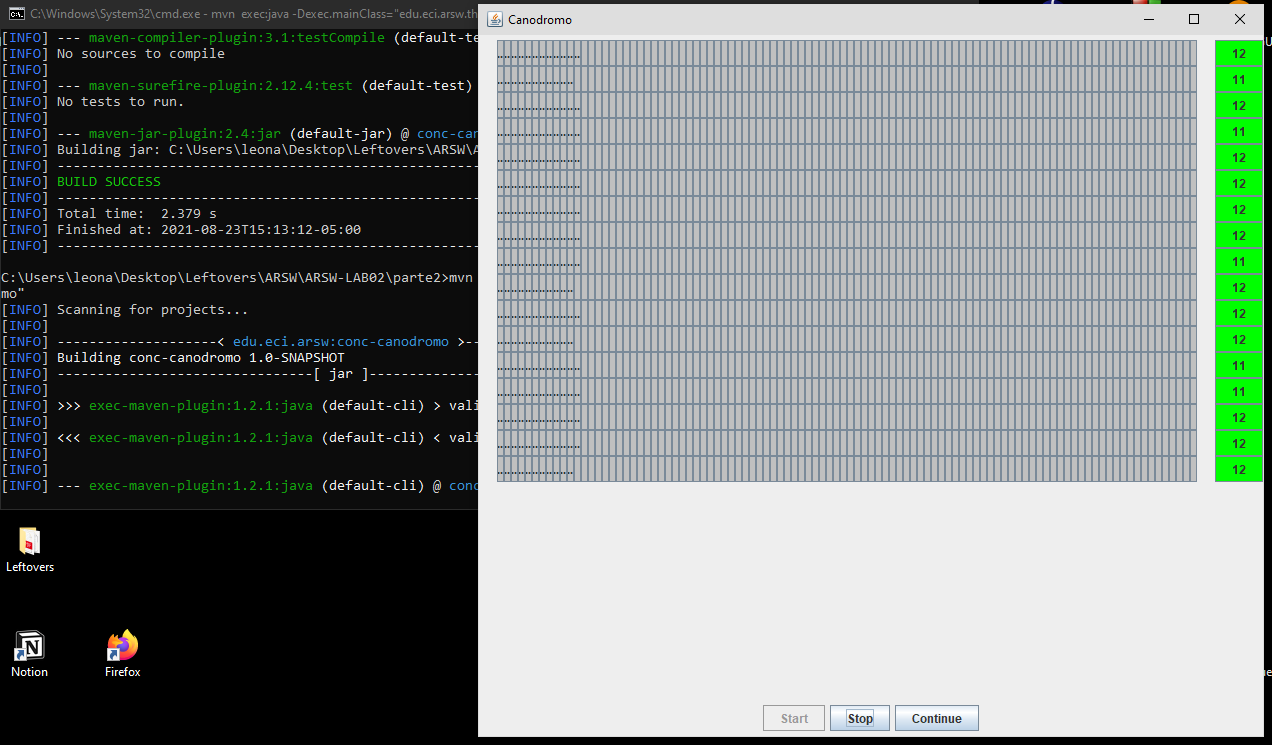 C:\Windows\System32\cmd.exe - mvn  exec:java -Dexec.mainClass="edu.eci.arsw.th
[INFO] --- maven-compiler-plugin:3.1:testCompile (default-te
[INFO] No sources to compile
[INFO]
[INFO] --- maven-surefire-plugin:2.12.4:test (default-test)
[INFO] No tests to run.
[INFO]
[INFO] --- maven-jar-plugin:2.4:jar (default-jar) @ conc-can
[INFO] Building jar: C:\Users\leona\Desktop\Leftovers\ARSW\A
[INFO] -----------------------------------------------------
[INFO] BUILD SUCCESS
[INFO] -----------------------------------------------------
[INFO] Total time:  2.379 s
[INFO] Finished at: 2021-08-23T15:13:12-05:00
[INFO] -----------------------------------------------------
C:\Users\leona\Desktop\Leftovers\ARSW\ARSW-LAB02\parte2>mvn
mo"
[INFO] Scanning for projects...
[INFO]
[INFO] --------------------< edu.eci.arsw:conc-canodromo >--
[INFO] Building conc-canodromo 1.0-SNAPSHOT
[INFO] --------------------------------[ jar ]--------------
[INFO]
[INFO] >>> exec-maven-plugin:1.2.1:java (default-cli) > vali
[INFO]
[INFO] <<< exec-maven-plugin:1.2.1:java (default-cli) < vali
[INFO]
[INFO]
[INFO] --- exec-maven-plugin:1.2.1:java (default-cli) @ conc
Leftovers
Notion
Firefox
Canodromo
12
11
12
11
12
12
12
12
11
12
12
12
11
11
12
12
12
Start
Stop
Continue